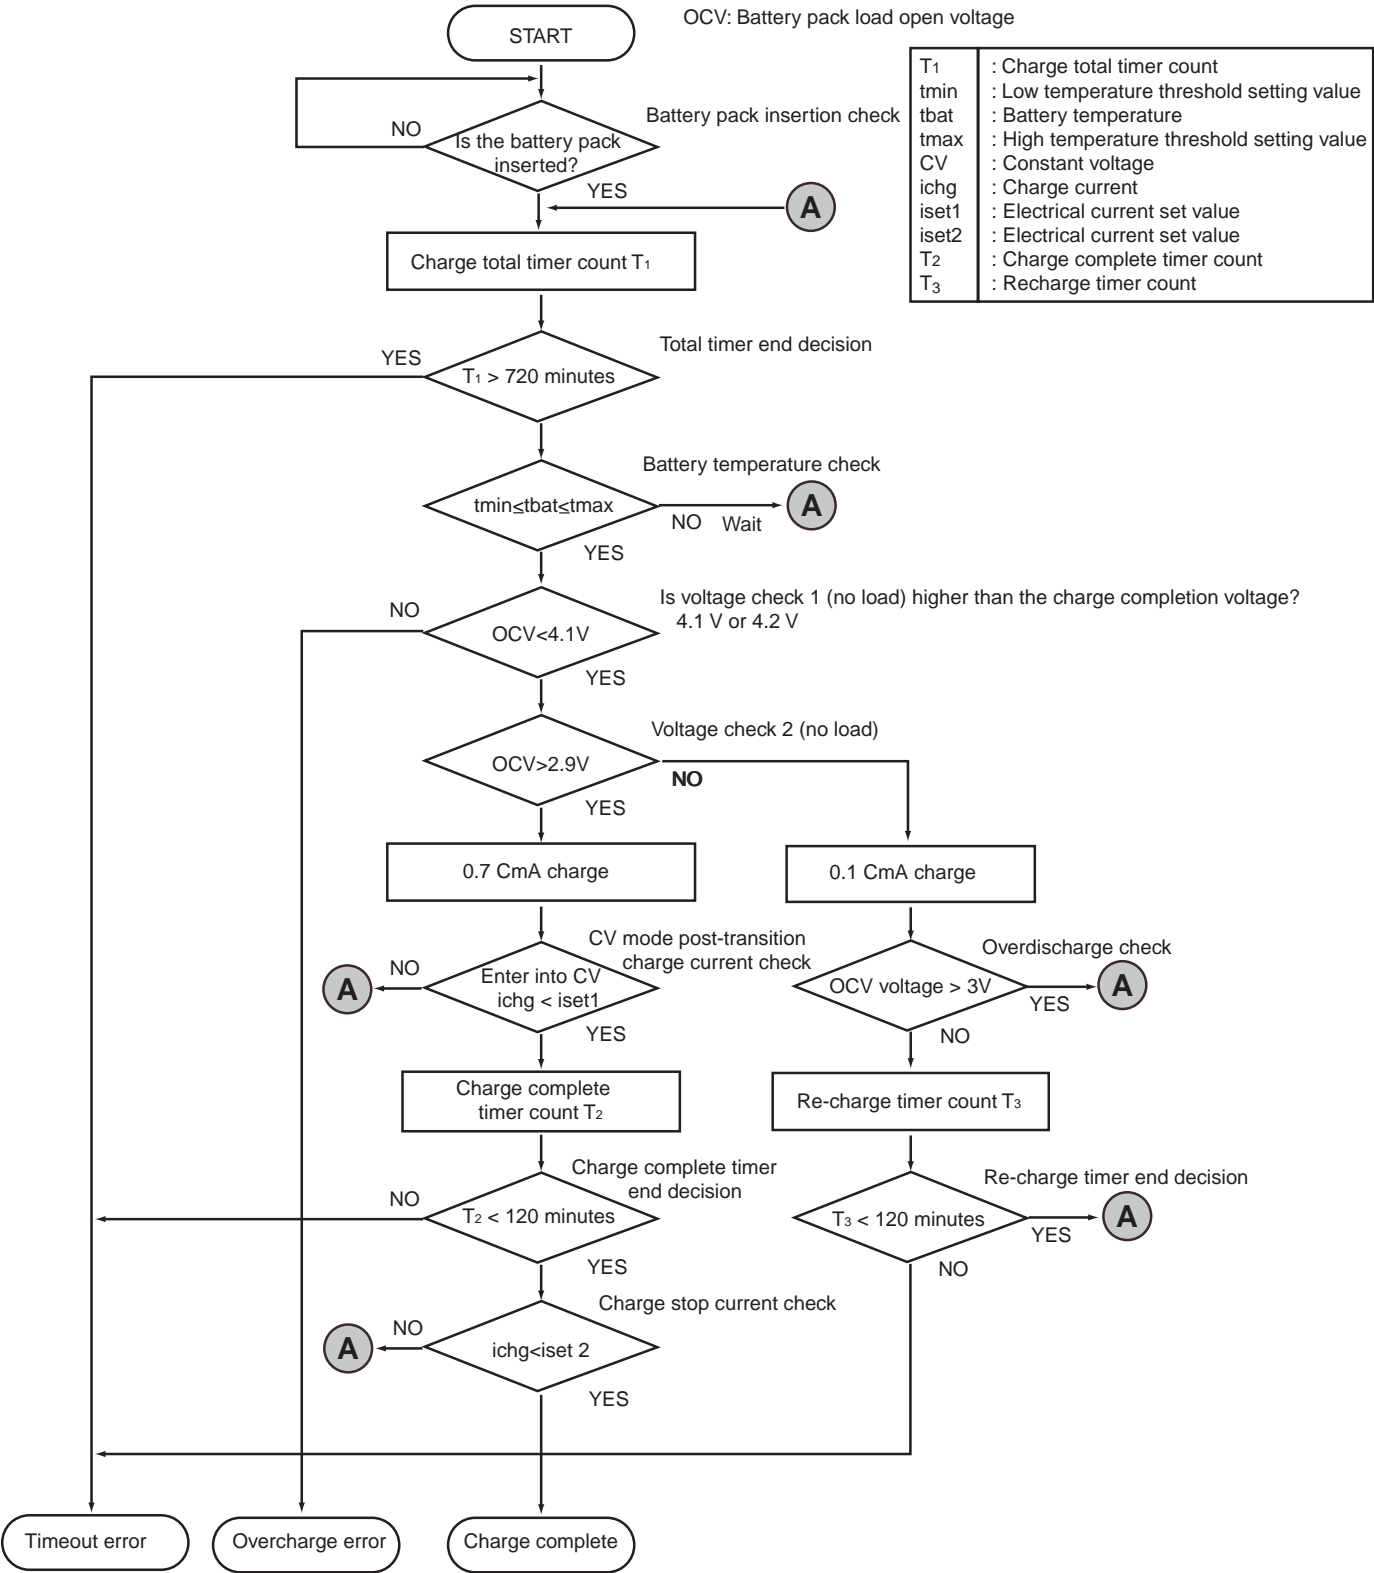 OCV: Battery pack load open voltage
START
T1 : Charge total timer count
tmin : Low temperature threshold setting value
tbat : Battery temperature
tmax : High temperature threshold setting value
CV : Constant voltage
ichg : Charge current
iset1 : Electrical current set value
iset2 : Electrical current set value
T2 : Charge complete timer count
T3 : Recharge timer count
Battery pack insertion check
NO
Is the battery pack
inserted?
YES
A
Charge total timer count T1
Total timer end decision
YES
T1 > 720 minutes
Battery temperature check
tmin≤tbat≤tmax
A
NO Wait
YES
Is voltage check 1 (no load) higher than the charge completion voltage?
4.1 V or 4.2 V
NO
OCV<4.1V
YES
Voltage check 2 (no load)
OCV>2.9V
NO
YES
0.7 CmA charge
0.1 CmA charge
CV mode post-transition
charge current check
Overdischarge check
NO
A
Enter into CV
ichg < iset1
OCV voltage > 3V
A
YES
YES
NO
Charge complete
timer count T2
Re-charge timer count T3
Charge complete timer
end decision
Re-charge timer end decision
NO
T2 < 120 minutes
T3 < 120 minutes
A
YES
YES
NO
Charge stop current check
NO
A
ichg<iset 2
YES
Timeout error
Overcharge error
Charge complete